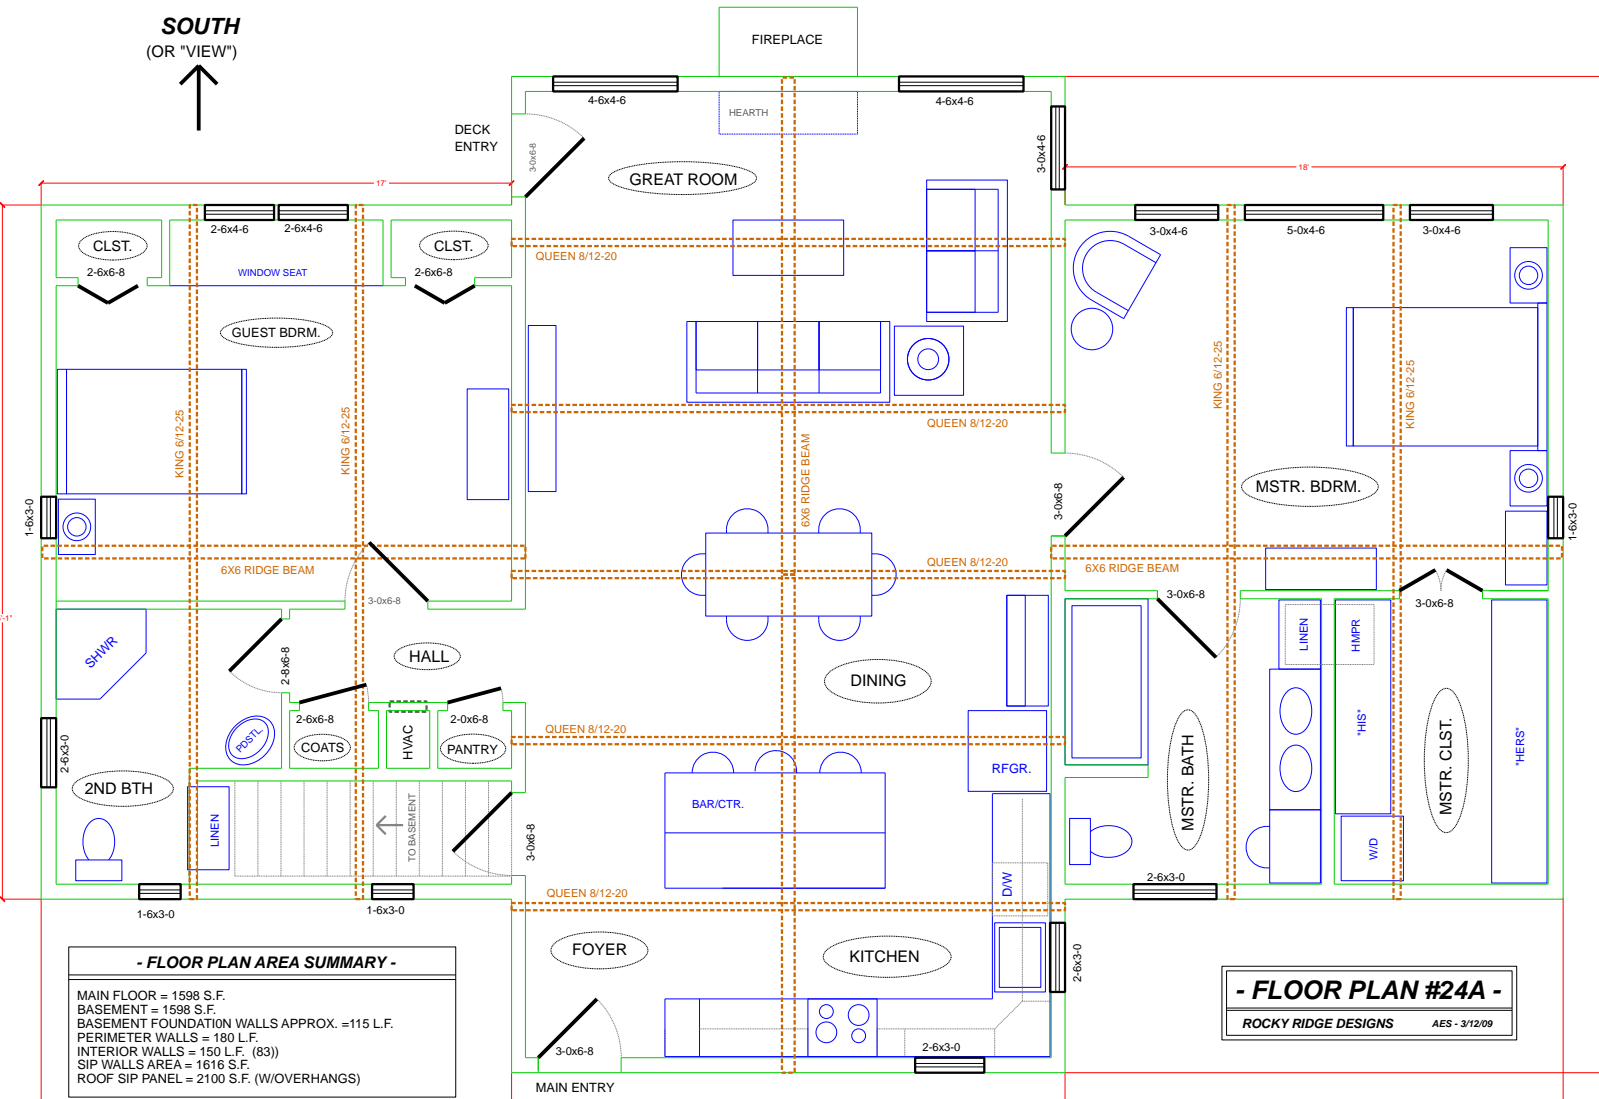 SOUTH
(OR "VIEW")
FIREPLACE
4-6x4-6
4-6x4-6
HEARTH
DECK
ENTRY
3-0x6-8
3-0x4-6
GREAT ROOM
17'
18'
2-6x4-6
2-6x4-6
3-0x4-6
5-0x4-6
3-0x4-6
CLST.
CLST.
2-6x6-8
2-6x6-8
WINDOW SEAT
QUEEN 8/12-20
GUEST BDRM.
KING 6/12-25
KING 6/12-25
KING 6/12-25
KING 6/12-25
QUEEN 8/12-20
6X6 RIDGE BEAM
MSTR. BDRM.
3-0x6-8
1-6x3-0
1-6x3-0
QUEEN 8/12-20
6X6 RIDGE BEAM
6X6 RIDGE BEAM
3-0x6-8
3-0x6-8
3-0x6-8
SHWR
2-8x6-8
HALL
LINEN
HMPR
DINING
2-6x6-8
2-0x6-8
QUEEN 8/12-20
PDSTL.
COATS
HVAC
PANTRY
"HIS"
"HERS"
2-6x3-0
RFGR.
MSTR. BATH
MSTR. CLST.
2ND BTH
BAR/CTR.
LINEN
TO BASEMENT
3-0x6-8
W/D
D/W
2-6x3-0
QUEEN 8/12-20
1-6x3-0
1-6x3-0
FOYER
KITCHEN
2-6x3-0
3-0x6-8
2-6x3-0
MAIN ENTRY
- FLOOR PLAN AREA SUMMARY -
MAIN FLOOR = 1598 S.F.
BASEMENT = 1598 S.F.
BASEMENT FOUNDATI0N WALLS APPROX. =115 L.F.
PERIMETER WALLS = 180 L.F.
INTERIOR WALLS = 150 L.F. (83))
SIP WALLS AREA = 1616 S.F.
ROOF SIP PANEL = 2100 S.F. (W/OVERHANGS)
- FLOOR PLAN #24A -
ROCKY RIDGE DESIGNS AES - 3/12/09